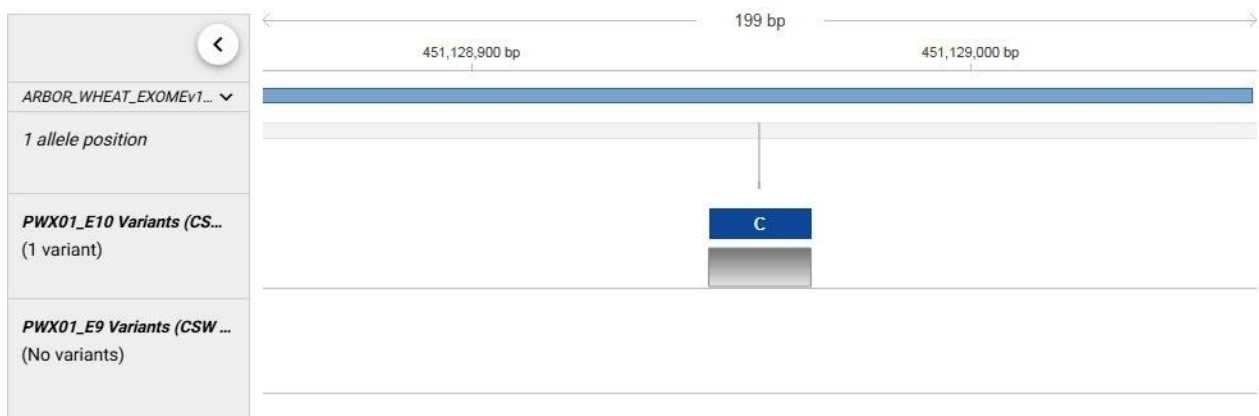 199 bp
451,128,900 bp
451,129,000 bp
ARBOR_WHEAT_EXOMEv1...
1 allele position
C
PWX01_E10 Variants (CS...
(1 variant)
PWX01_E9 Variants (CSW ...
(No variants)